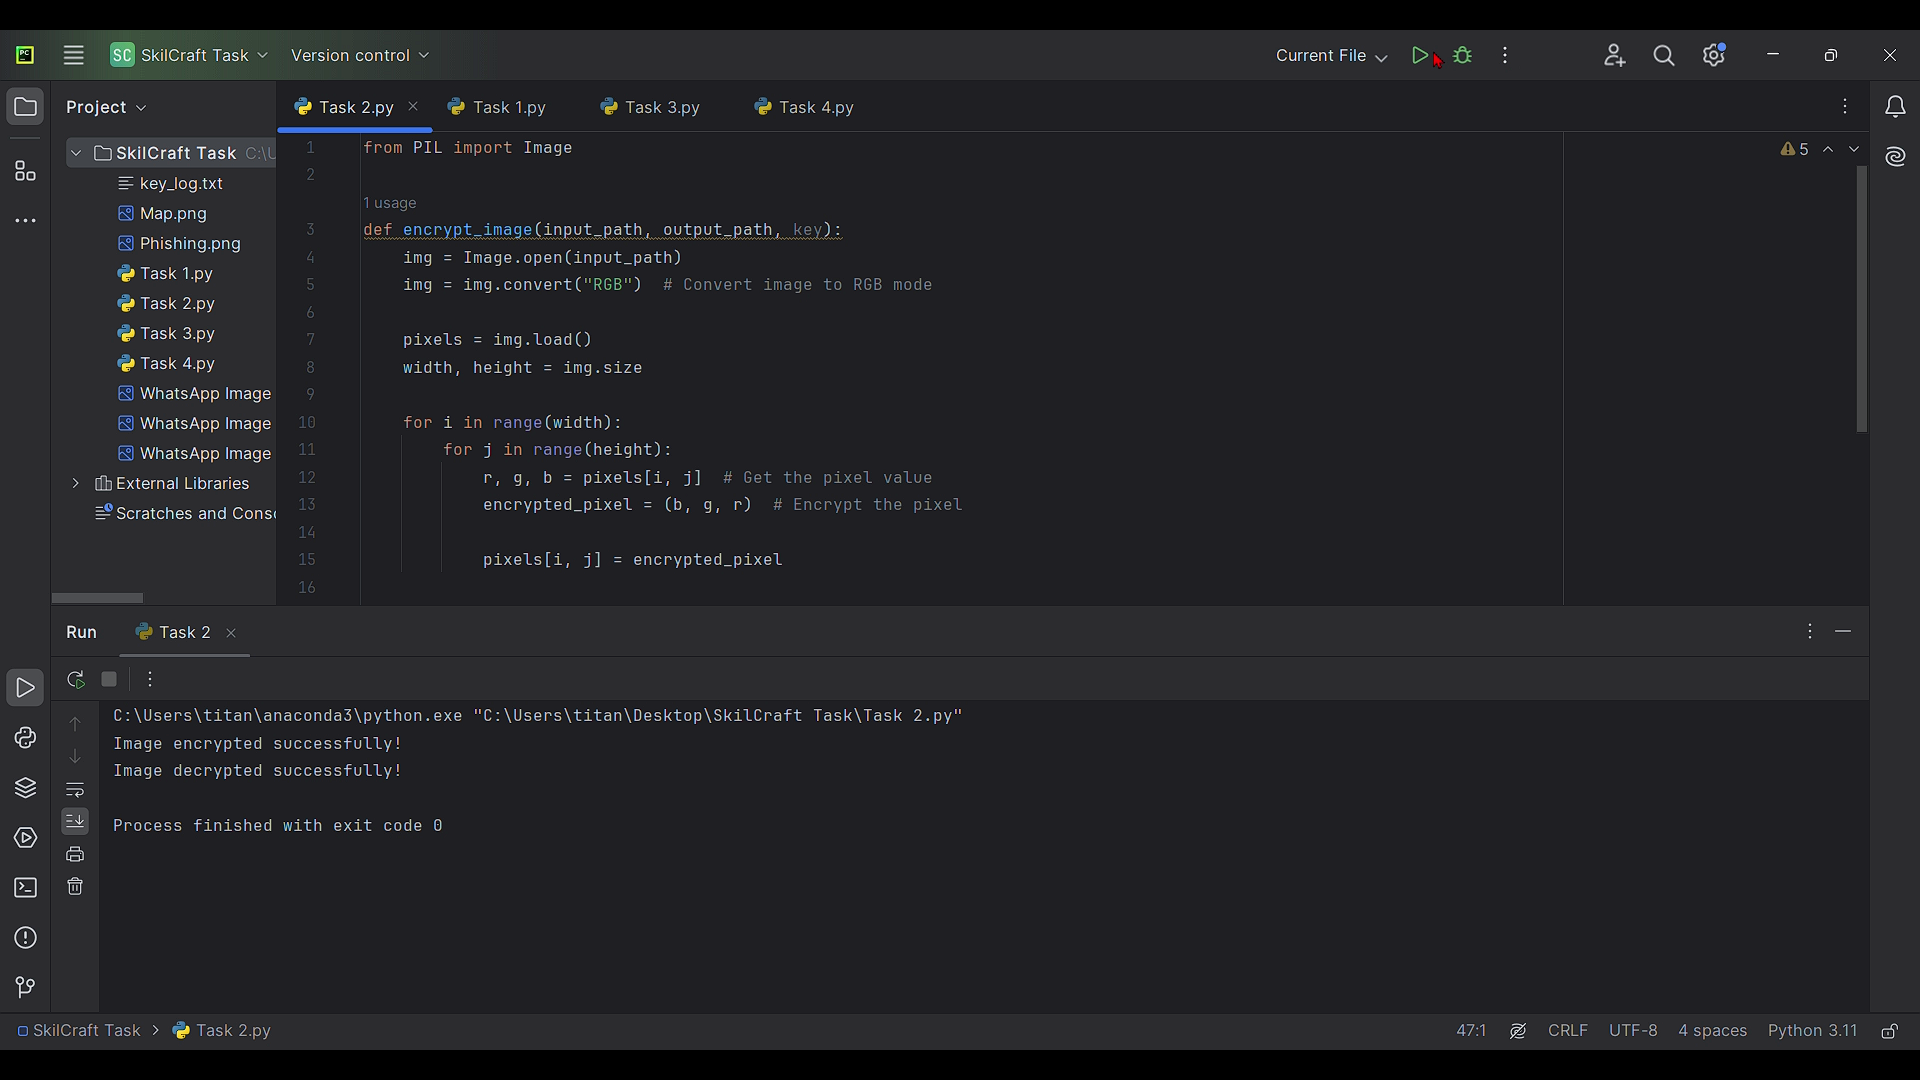 PC
SC SkilCraft Task
Version control
Current File
Project
Task 2.py
Task 1.py
Task 3.py
Task 4.py
SkilCraft Task C:\U
key_log.txt
Map.png
Phishing.png
Task 1.py
Task 2.py
Task 3.py
Task 4.py
WhatsApp Image
WhatsApp Image
WhatsApp Image
External Libraries
Scratches and Conso
5
1 from PIL import Image
2
1 usage
3 def encrypt_image(input_path, output_path, key):
4 img = Image.open(input_path)
5 img = img.convert("RGB")  # Convert image to RGB mode
6
7 pixels = img.load()
8 width, height = img.size
9
10 for i in range(width):
11 for j in range(height):
12 r, g, b = pixels[i, j]  # Get the pixel value
13 encrypted_pixel = (b, g, r)  # Encrypt the pixel
14
15 pixels[i, j] = encrypted_pixel
16
Run
Task 2
C:\Users\titan\anaconda3\python.exe "C:\Users\titan\Desktop\SkilCraft Task\Task 2.py"
Image encrypted successfully!
Image decrypted successfully!
Process finished with exit code 0
SkilCraft Task > Task 2.py
47:1 CRLF UTF-8 4 spaces Python 3.11